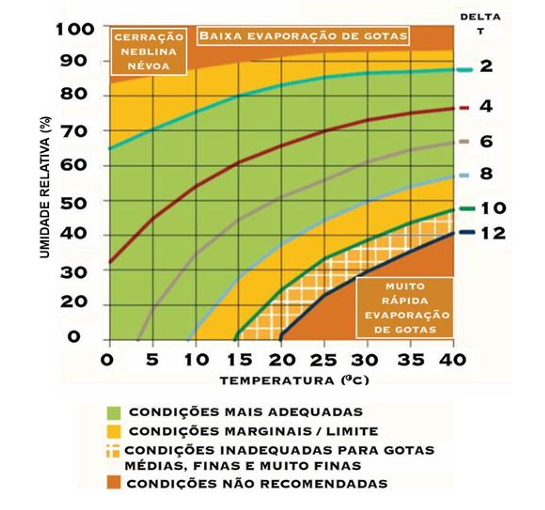 DELTA
T
CERRAÇÃO
NEBLINA
NÉVOA
BAIXA EVAPORAÇÃO DE GOTAS
UMIDADE RELATIVA (%)
100
90
80
70
60
50
40
30
20
0
2
4
6
8
10
12
MUITO
RÁPIDA
EVAPORAÇÃO
DE GOTAS
0 5 10 15 20 25 30 35 40
TEMPERATURA (ºC)
CONDIÇÕES MAIS ADEQUADAS
CONDIÇÕES MARGINAIS / LIMITE
CONDIÇÕES INADEQUADAS PARA GOTAS
MÉDIAS, FINAS E MUITO FINAS
CONDIÇÕES NÃO RECOMENDADAS